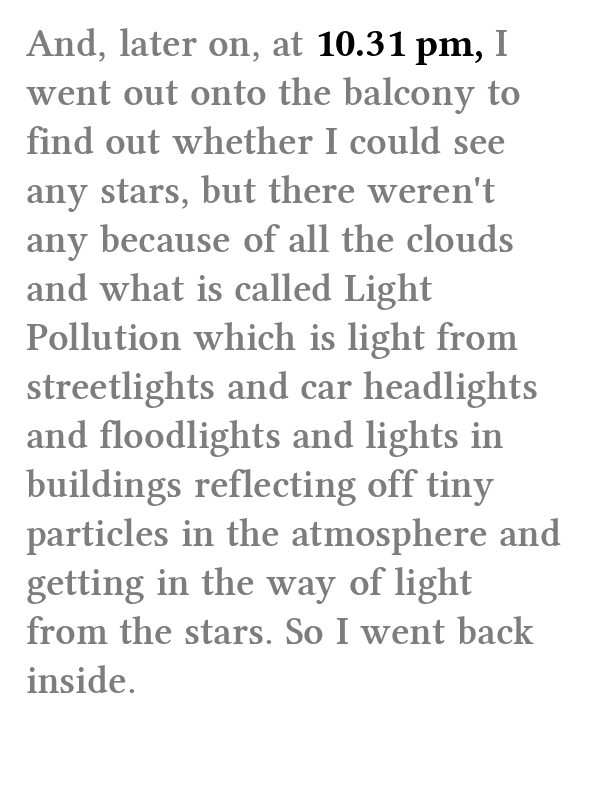 And, later on, at 10.31 pm, I
went out onto the balcony to
find out whether I could see
any stars, but there weren't
any because of all the clouds
and what is called Light
Pollution which is light from
streetlights and car headlights
and floodlights and lights in
buildings reflecting off tiny
particles in the atmosphere and
getting in the way of light
from the stars. So I went back
inside.